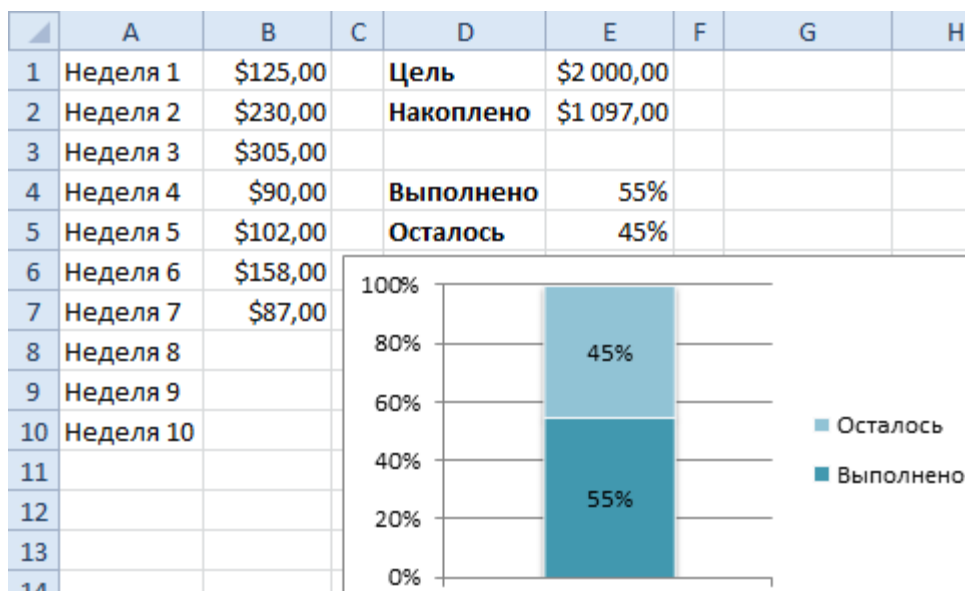 A B C D E F G H
1 Неделя 1 $125,00 Цель $2 000,00
2 Неделя 2 $230,00 Накоплено $1 097,00
3 Неделя 3 $305,00
4 Неделя 4 $90,00 Выполнено 55%
5 Неделя 5 $102,00 Осталось 45%
6 Неделя 6 $158,00
7 Неделя 7 $87,00
8 Неделя 8
9 Неделя 9
10 Неделя 10
11
12
13
14
100%
80%
60%
40%
20%
0%
45%
55%
Осталось
Выполнено